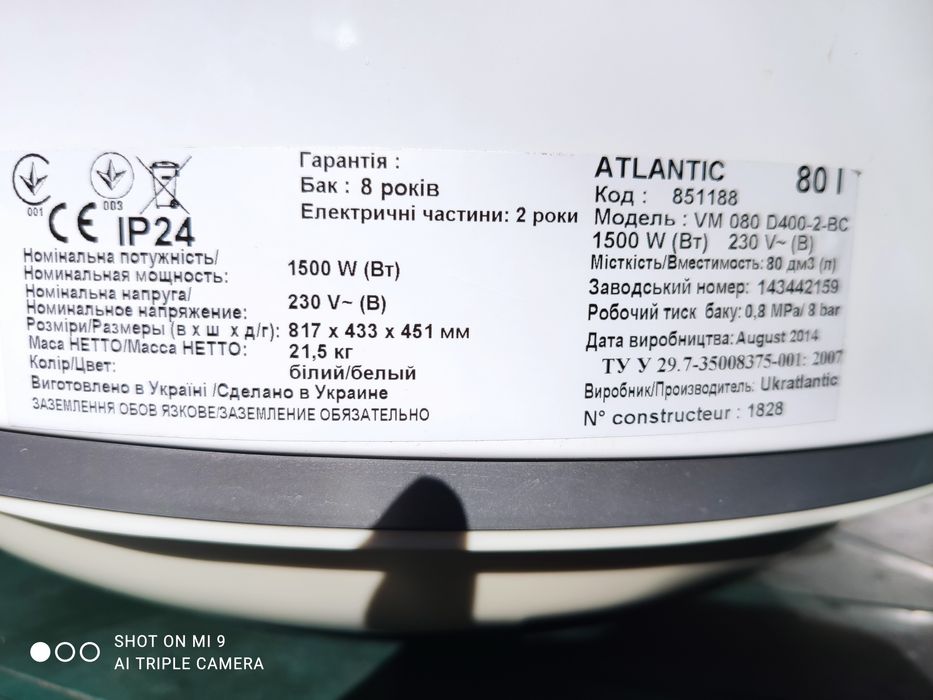 001
003
CE IP24
Гарантія :
Бак : 8 років
Електричні частини: 2 роки
Номінальна потужність/
Номинальная мощность: 1500 W (Вт)
Номінальна напруга/
Номинальное напряжение: 230 V~ (В)
Розміри/Размеры (в х ш х д/г): 817 х 433 х 451 мм
Маса НЕТТО/Масса НЕТТО: 21,5 кг
Колір/Цвет: білий/белый
Виготовлено в Україні /Сделано в Украине
ЗАЗЕМЛЕННЯ ОБОВ ЯЗКОВЕ/ЗАЗЕМЛЕНИЕ ОБЯЗАТЕЛЬНО
ATLANTIC 80 l
Код : 851188
Модель : VM 080 D400-2-BC
1500 W (Вт) 230 V~ (В)
Місткість/Вместимость: 80 дм3 (л)
Заводський номер: 143442159
Робочий тиск баку: 0,8 MPa/ 8 bar
Дата виробництва: August 2014
ТУ У 29.7-35008375-001: 2007
Виробник/Производитель: Ukratlantic
N° constructeur : 1828
SHOT ON MI 9
AI TRIPLE CAMERA